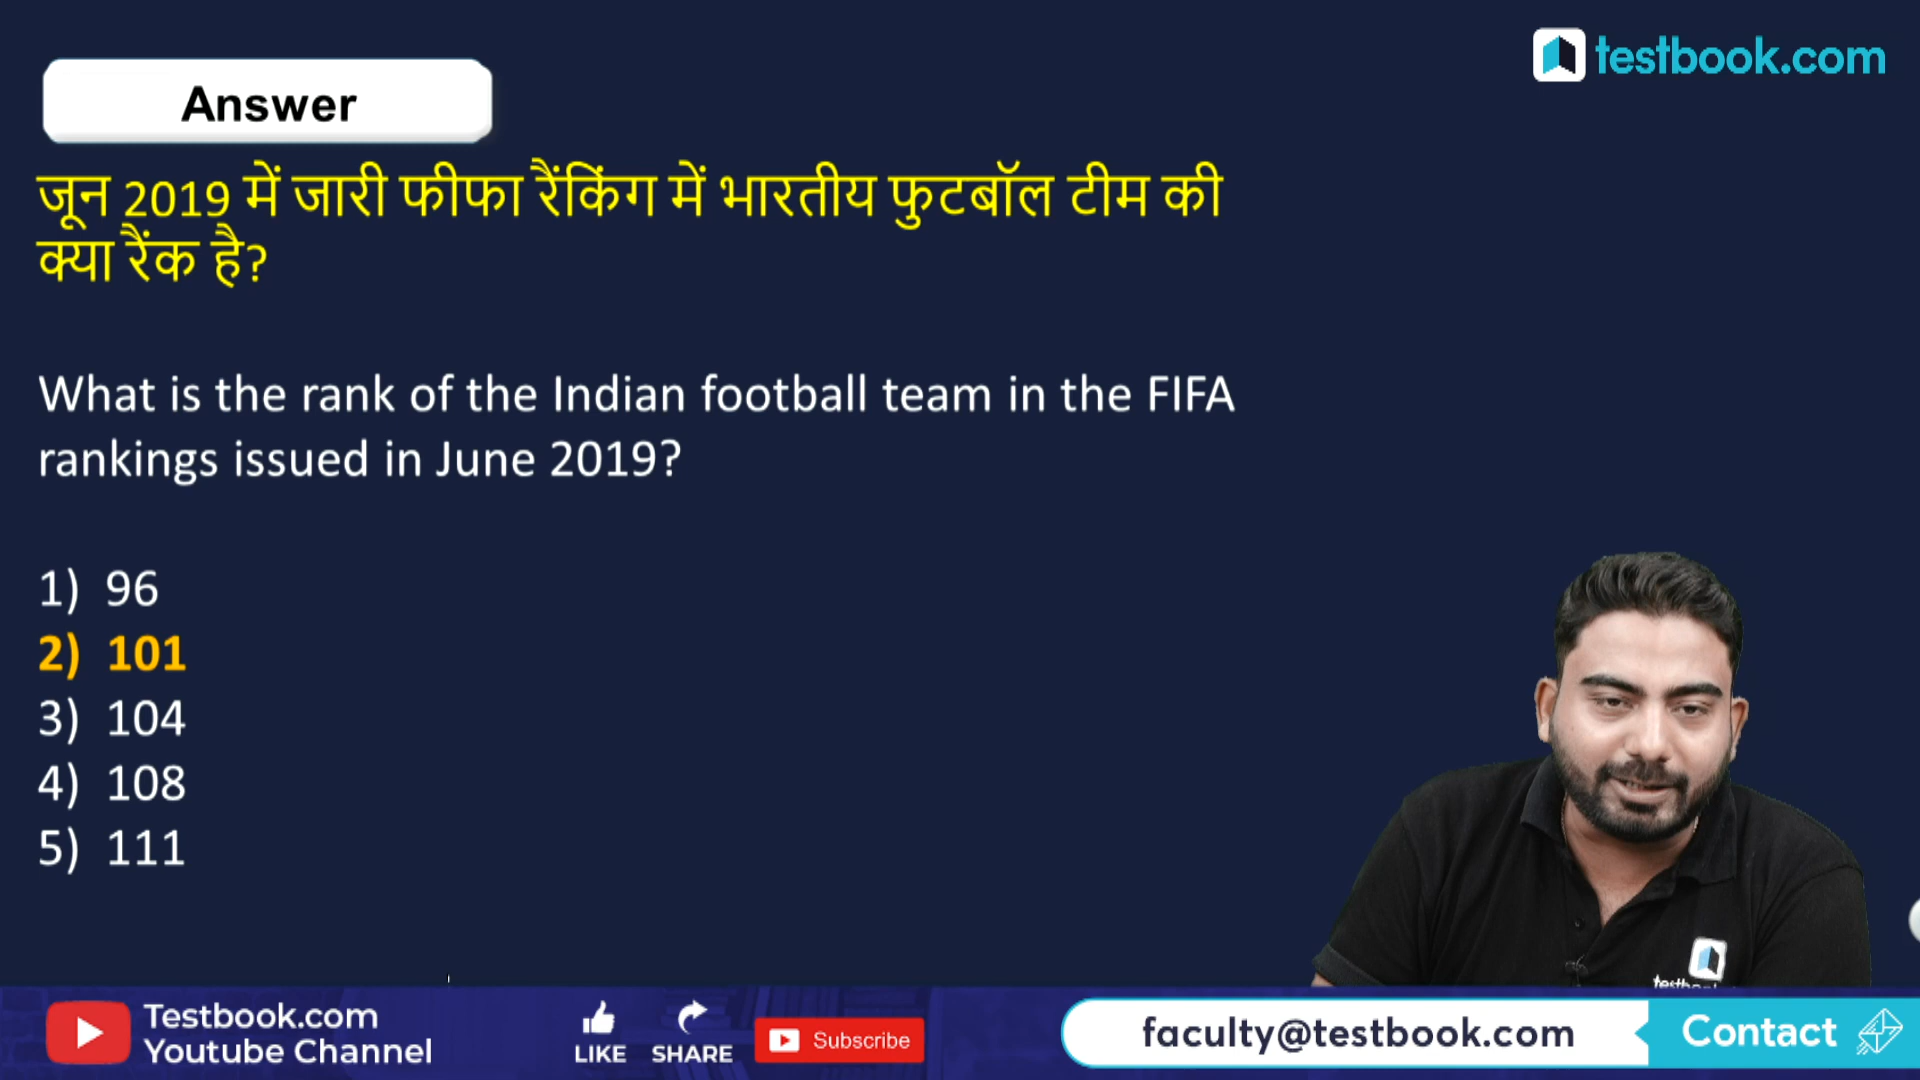 testbook.com
Answer
जून 2019 में जारी फीफा रैंकिंग में भारतीय फुटबॉल टीम की
क्या रैंक है?
What is the rank of the Indian football team in the FIFA
rankings issued in June 2019?
1) 96
2) 101
3) 104
4) 108
5) 111
Testbook.com
Youtube Channel
LIKE
SHARE
Subscribe
faculty@testbook.com
Contact